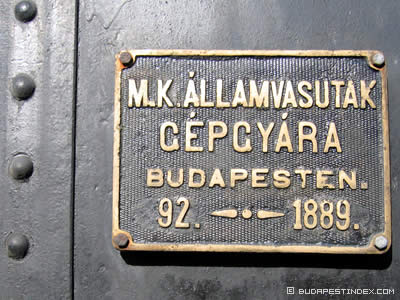 M.K.ÁLLAMVASUTAK
GÉPGYÁRA
BUDAPESTEN.
92. 1889.
© BUDAPESTINDEX.COM